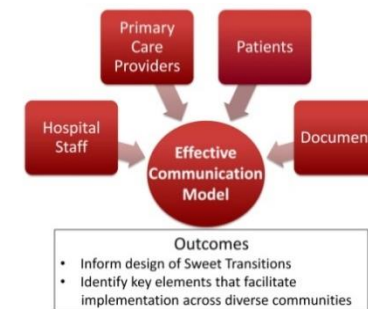 Primary
Care
Providers
Patients
Hospital
Staff
Effective
Communication
Model
Documen
Outcomes
• Inform design of Sweet Transitions
• Identify key elements that facilitate
implementation across diverse communities